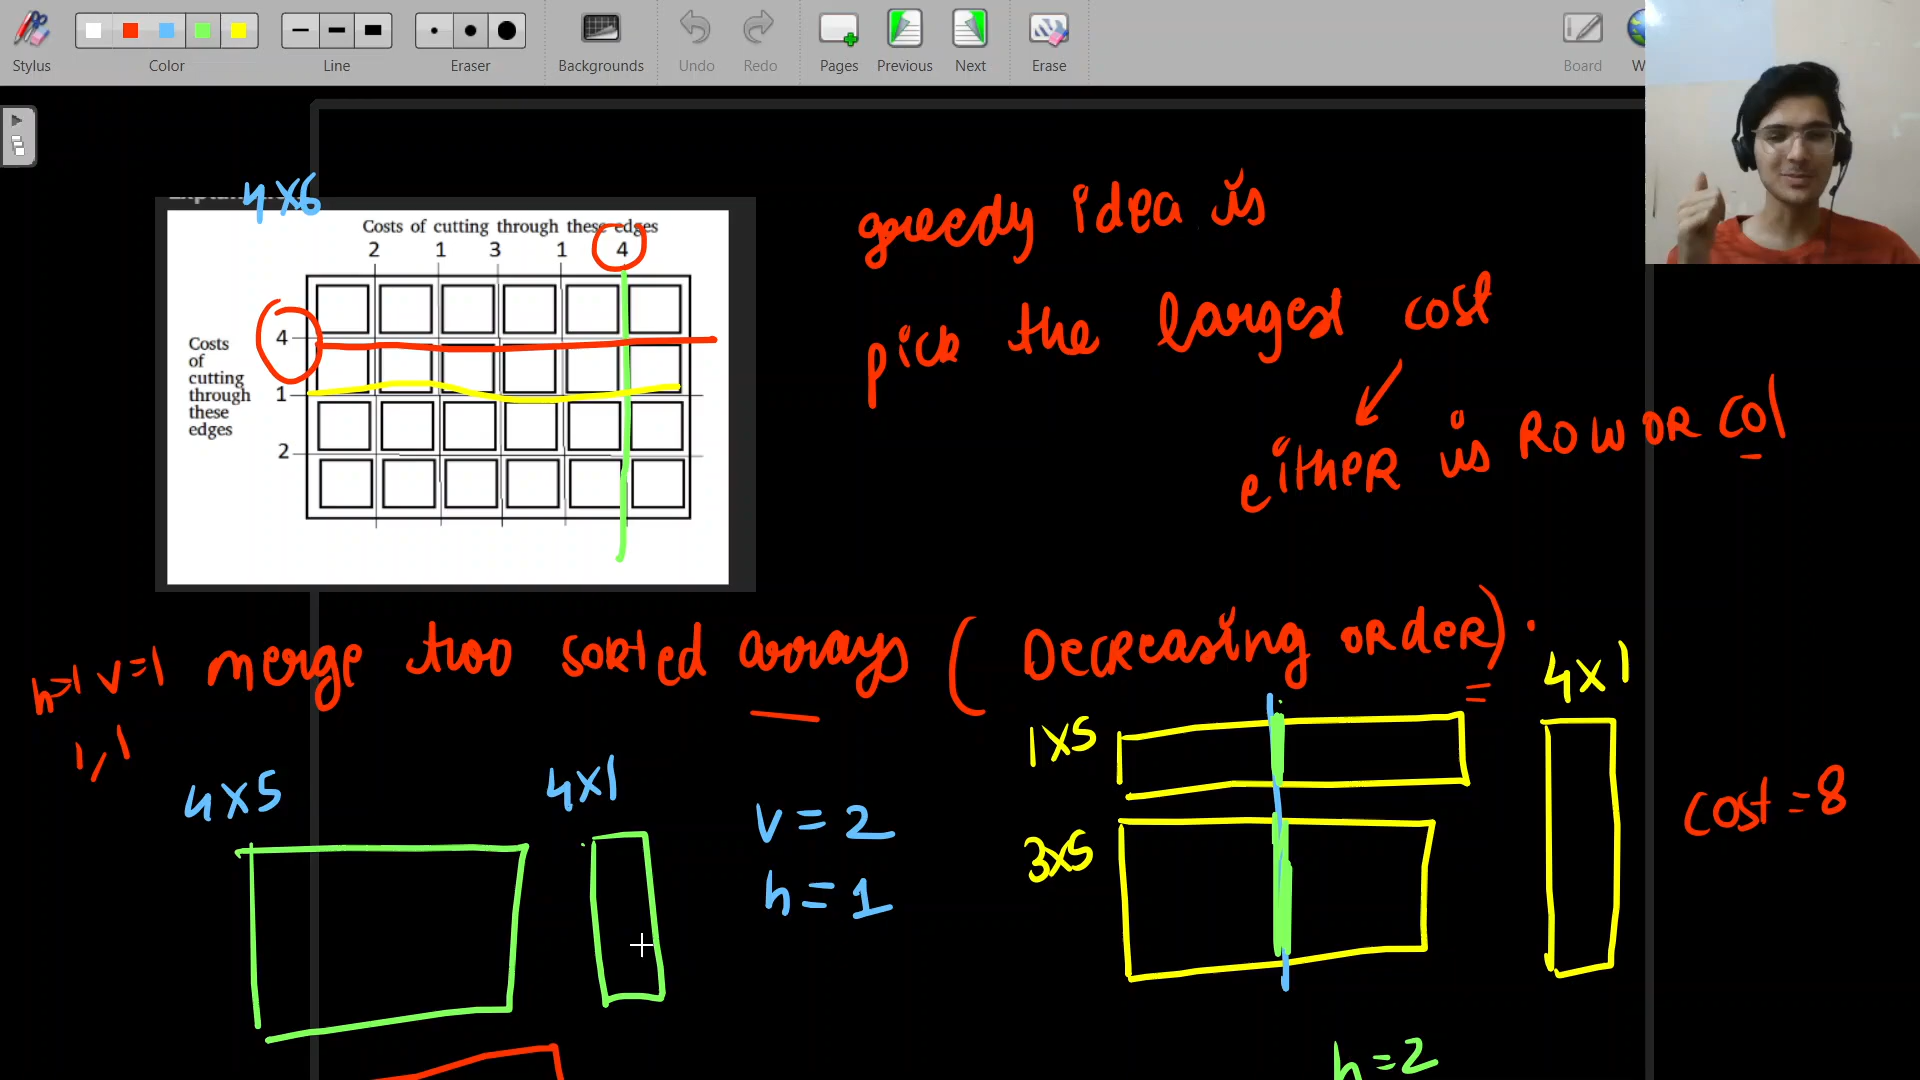 Stylus Color Line Eraser Backgrounds Undo Redo Pages Previous Next Erase Board
4x6
Costs of cutting through these edges
2 1 3 1 4
4
1
2
Costs
of
cutting
through
these
edges
greedy idea is
pick the largest cost
either is ROW OR COl
h=1 v=1 merge two sorted arrays (Decreasing order).
1,1
4x5
4x1
v=2
h=1
1x5
3x5
4x1
cost=8
h=2